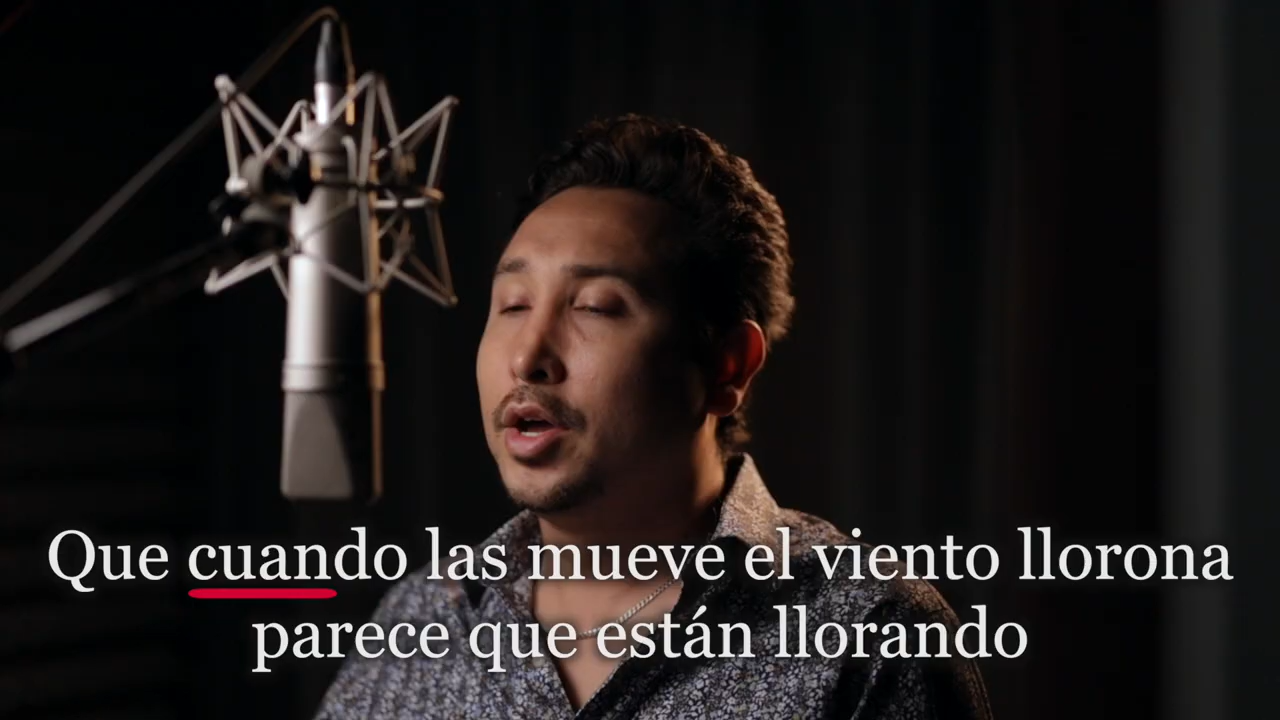 Que cuando las mueve el viento llorona
parece que están llorando